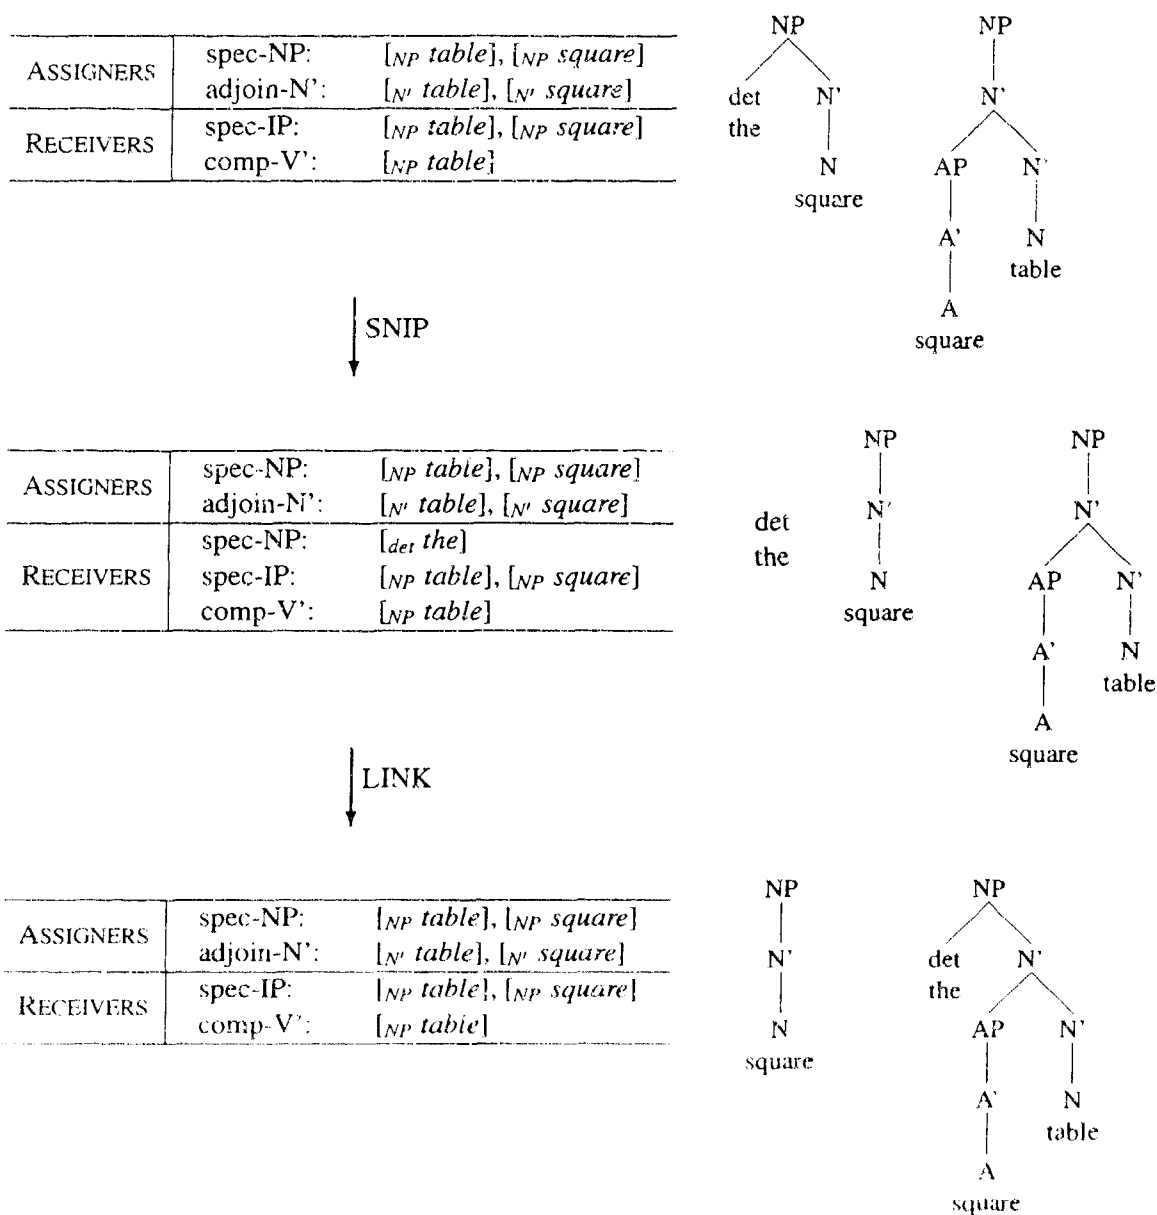 ASSIGNERS spec-NP: [NP table], [NP square]
adjoin-N': [N' table], [N' square]
RECEIVERS spec-IP: [NP table], [NP square]
comp-V': [NP table]
NP NP
det N' N'
the
N AP N'
square
A' N
table
A
square
SNIP
ASSIGNERS spec-NP: [NP table], [NP square]
adjoin-N': [N' table], [N' square]
RECEIVERS spec-NP: [det the]
spec-IP: [NP table], [NP square]
comp-V': [NP table]
NP NP
det N' N'
the
N AP N'
square
A' N
table
A
square
LINK
ASSIGNERS spec-NP: [NP table], [NP square]
adjoin-N': [N' table], [N' square]
RECEIVERS spec-IP: [NP table], [NP square]
comp-V': [NP table]
NP NP
N' det N'
the
N AP N'
square
A' N
table
A
square